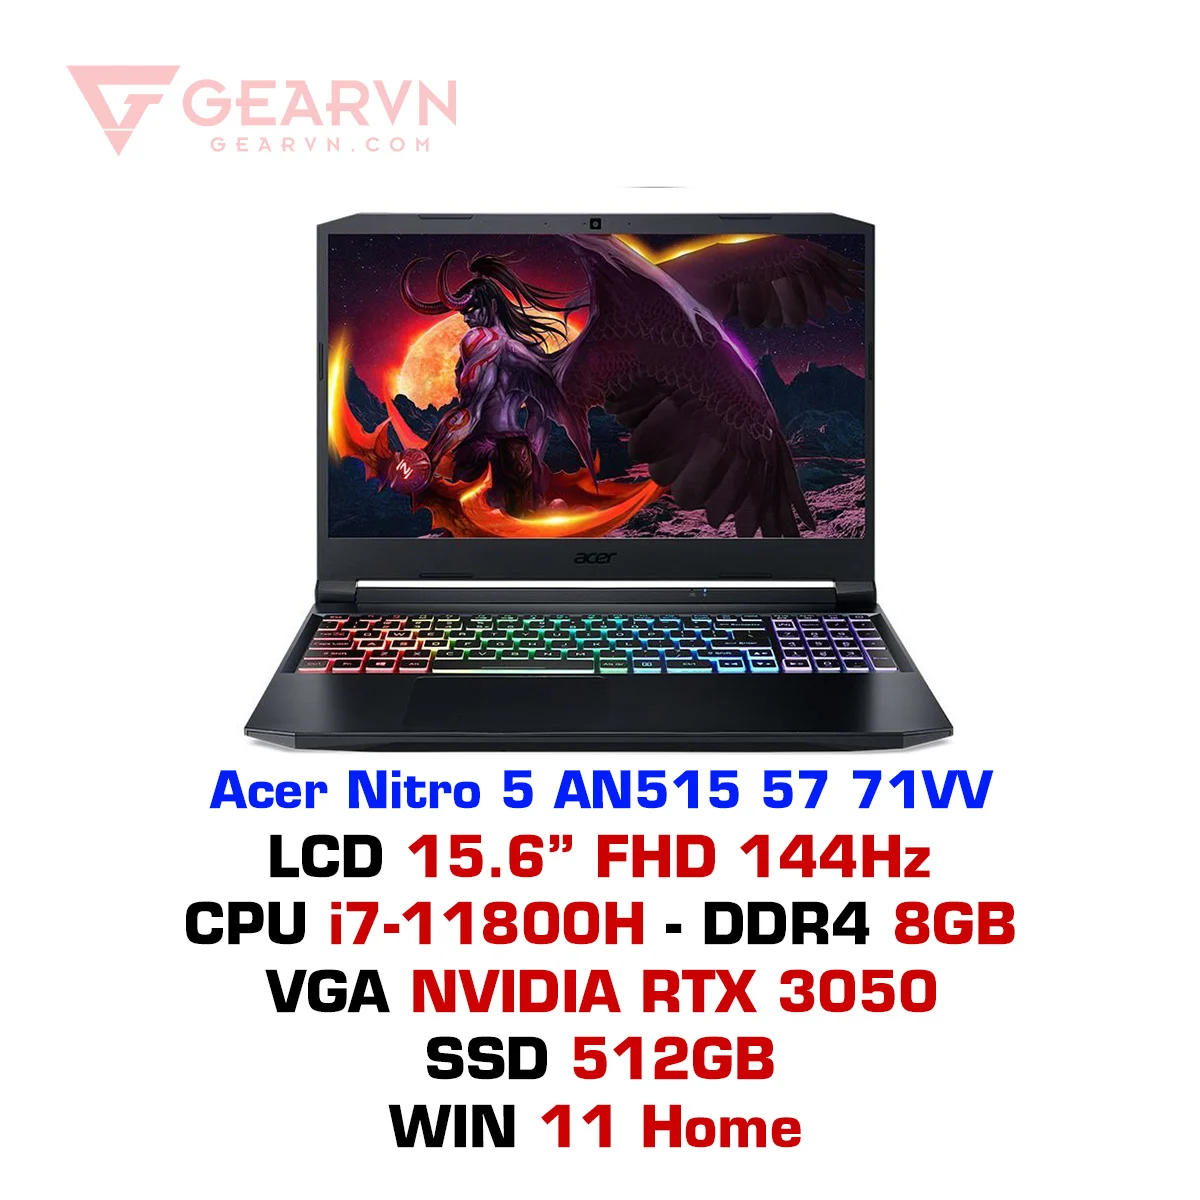 GEARVN
GEARVN.COM
acer
Acer Nitro 5 AN515 57 71VV
LCD 15.6” FHD 144Hz
CPU i7-11800H - DDR4 8GB
VGA NVIDIA RTX 3050
SSD 512GB
WIN 11 Home